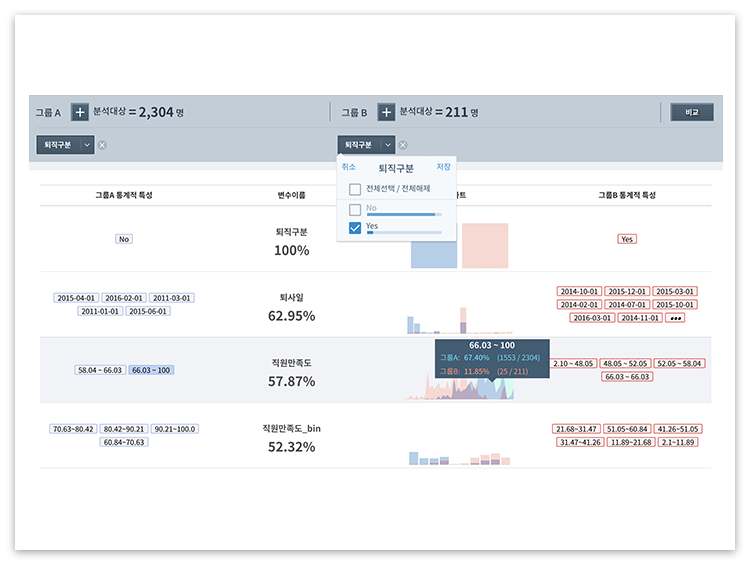 그룹 A + 분석대상 = 2,304 명
그룹 B + 분석대상 = 211 명
비교
퇴직구분
퇴직구분
취소 퇴직구분 저장
전체선택 / 전체해제
No
Yes
그룹A 통계적 특성 변수이름 차트 그룹B 통계적 특성
No
퇴직구분
100%
Yes
2015-04-01 2016-02-01 2011-03-01
2011-01-01 2015-06-01
퇴사일
62.95%
2014-10-01 2015-12-01 2015-03-01
2014-02-01 2014-07-01 2015-10-01
2016-03-01 2014-11-01 •••
58.04 ~ 66.03 66.03 ~ 100
직원만족도
57.87%
66.03 ~ 100
그룹A: 67.40% (1553 / 2304)
그룹B: 11.85% (25 / 211)
2.10 ~ 48.05 48.05 ~ 52.05 52.05 ~ 58.04
66.03 ~ 66.03
70.63~80.42 80.42~90.21 90.21~100.0
60.84~70.63
직원만족도_bin
52.32%
21.68~31.47 51.05~60.84 41.26~51.05
31.47~41.26 11.89~21.68 2.1~11.89